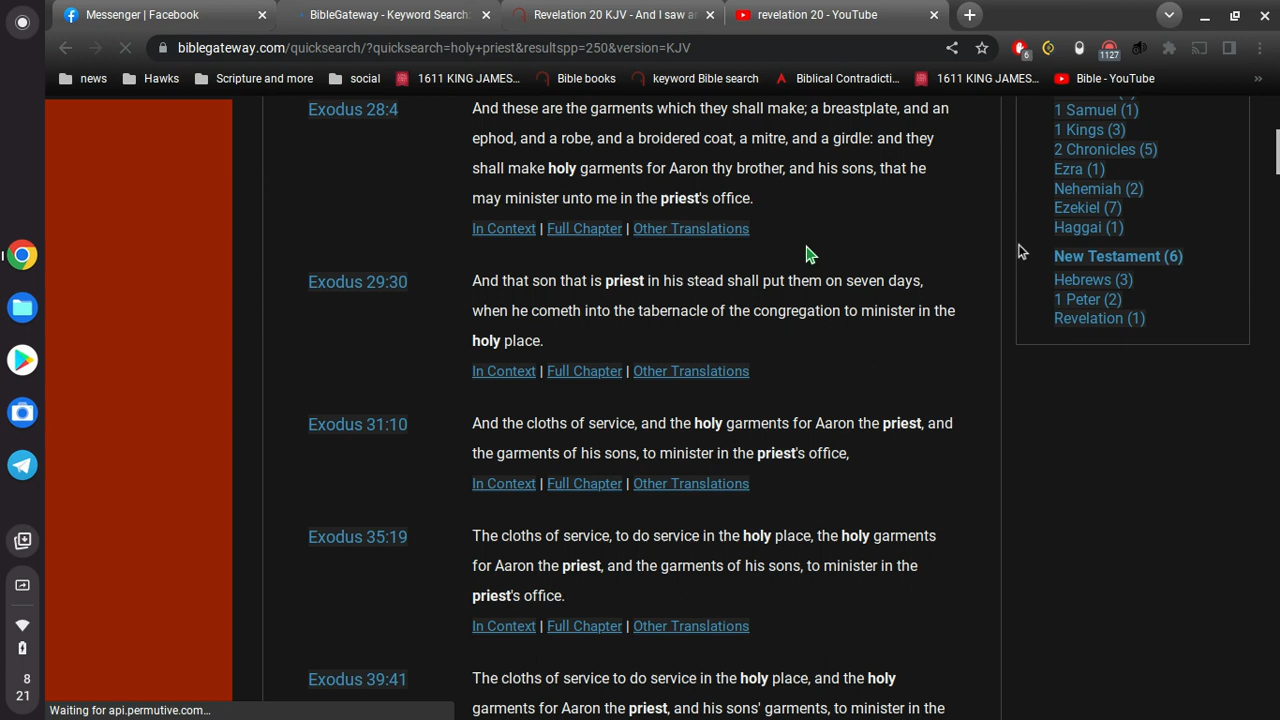 Messenger | Facebook
BibleGateway - Keyword Search:
Revelation 20 KJV - And I saw an
revelation 20 - YouTube
biblegateway.com/quicksearch/?quicksearch=holy+priest&resultspp=250&version=KJV
6
1127
news
Hawks
Scripture and more
social
1611 KING JAMES...
Bible books
keyword Bible search
Biblical Contradicti...
1611 KING JAMES...
Bible - YouTube
»
Exodus 28:4
And these are the garments which they shall make; a breastplate, and an
ephod, and a robe, and a broidered coat, a mitre, and a girdle: and they
shall make holy garments for Aaron thy brother, and his sons, that he
may minister unto me in the priest's office.
In Context | Full Chapter | Other Translations
Exodus 29:30
And that son that is priest in his stead shall put them on seven days,
when he cometh into the tabernacle of the congregation to minister in the
holy place.
In Context | Full Chapter | Other Translations
Exodus 31:10
And the cloths of service, and the holy garments for Aaron the priest, and
the garments of his sons, to minister in the priest's office,
In Context | Full Chapter | Other Translations
Exodus 35:19
The cloths of service, to do service in the holy place, the holy garments
for Aaron the priest, and the garments of his sons, to minister in the
priest's office.
In Context | Full Chapter | Other Translations
Exodus 39:41
The cloths of service to do service in the holy place, and the holy
garments for Aaron the priest, and his sons' garments, to minister in the
1 Samuel (1)
1 Kings (3)
2 Chronicles (5)
Ezra (1)
Nehemiah (2)
Ezekiel (7)
Haggai (1)
New Testament (6)
Hebrews (3)
1 Peter (2)
Revelation (1)
8
21
Waiting for api.permutive.com...